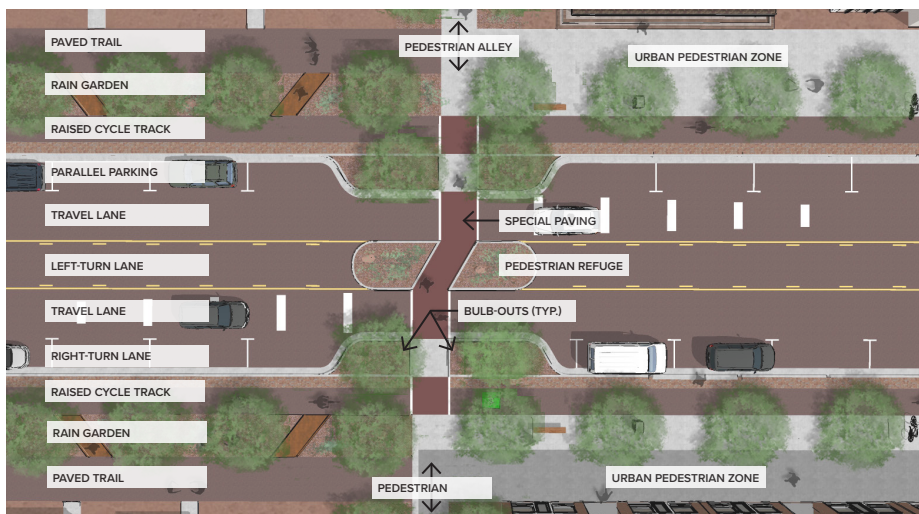 PAVED TRAIL
PEDESTRIAN ALLEY
URBAN PEDESTRIAN ZONE
RAIN GARDEN
RAISED CYCLE TRACK
PARALLEL PARKING
TRAVEL LANE
SPECIAL PAVING
LEFT-TURN LANE
PEDESTRIAN REFUGE
TRAVEL LANE
BULB-OUTS (TYP.)
RIGHT-TURN LANE
RAISED CYCLE TRACK
RAIN GARDEN
PAVED TRAIL
URBAN PEDESTRIAN ZONE
PEDESTRIAN